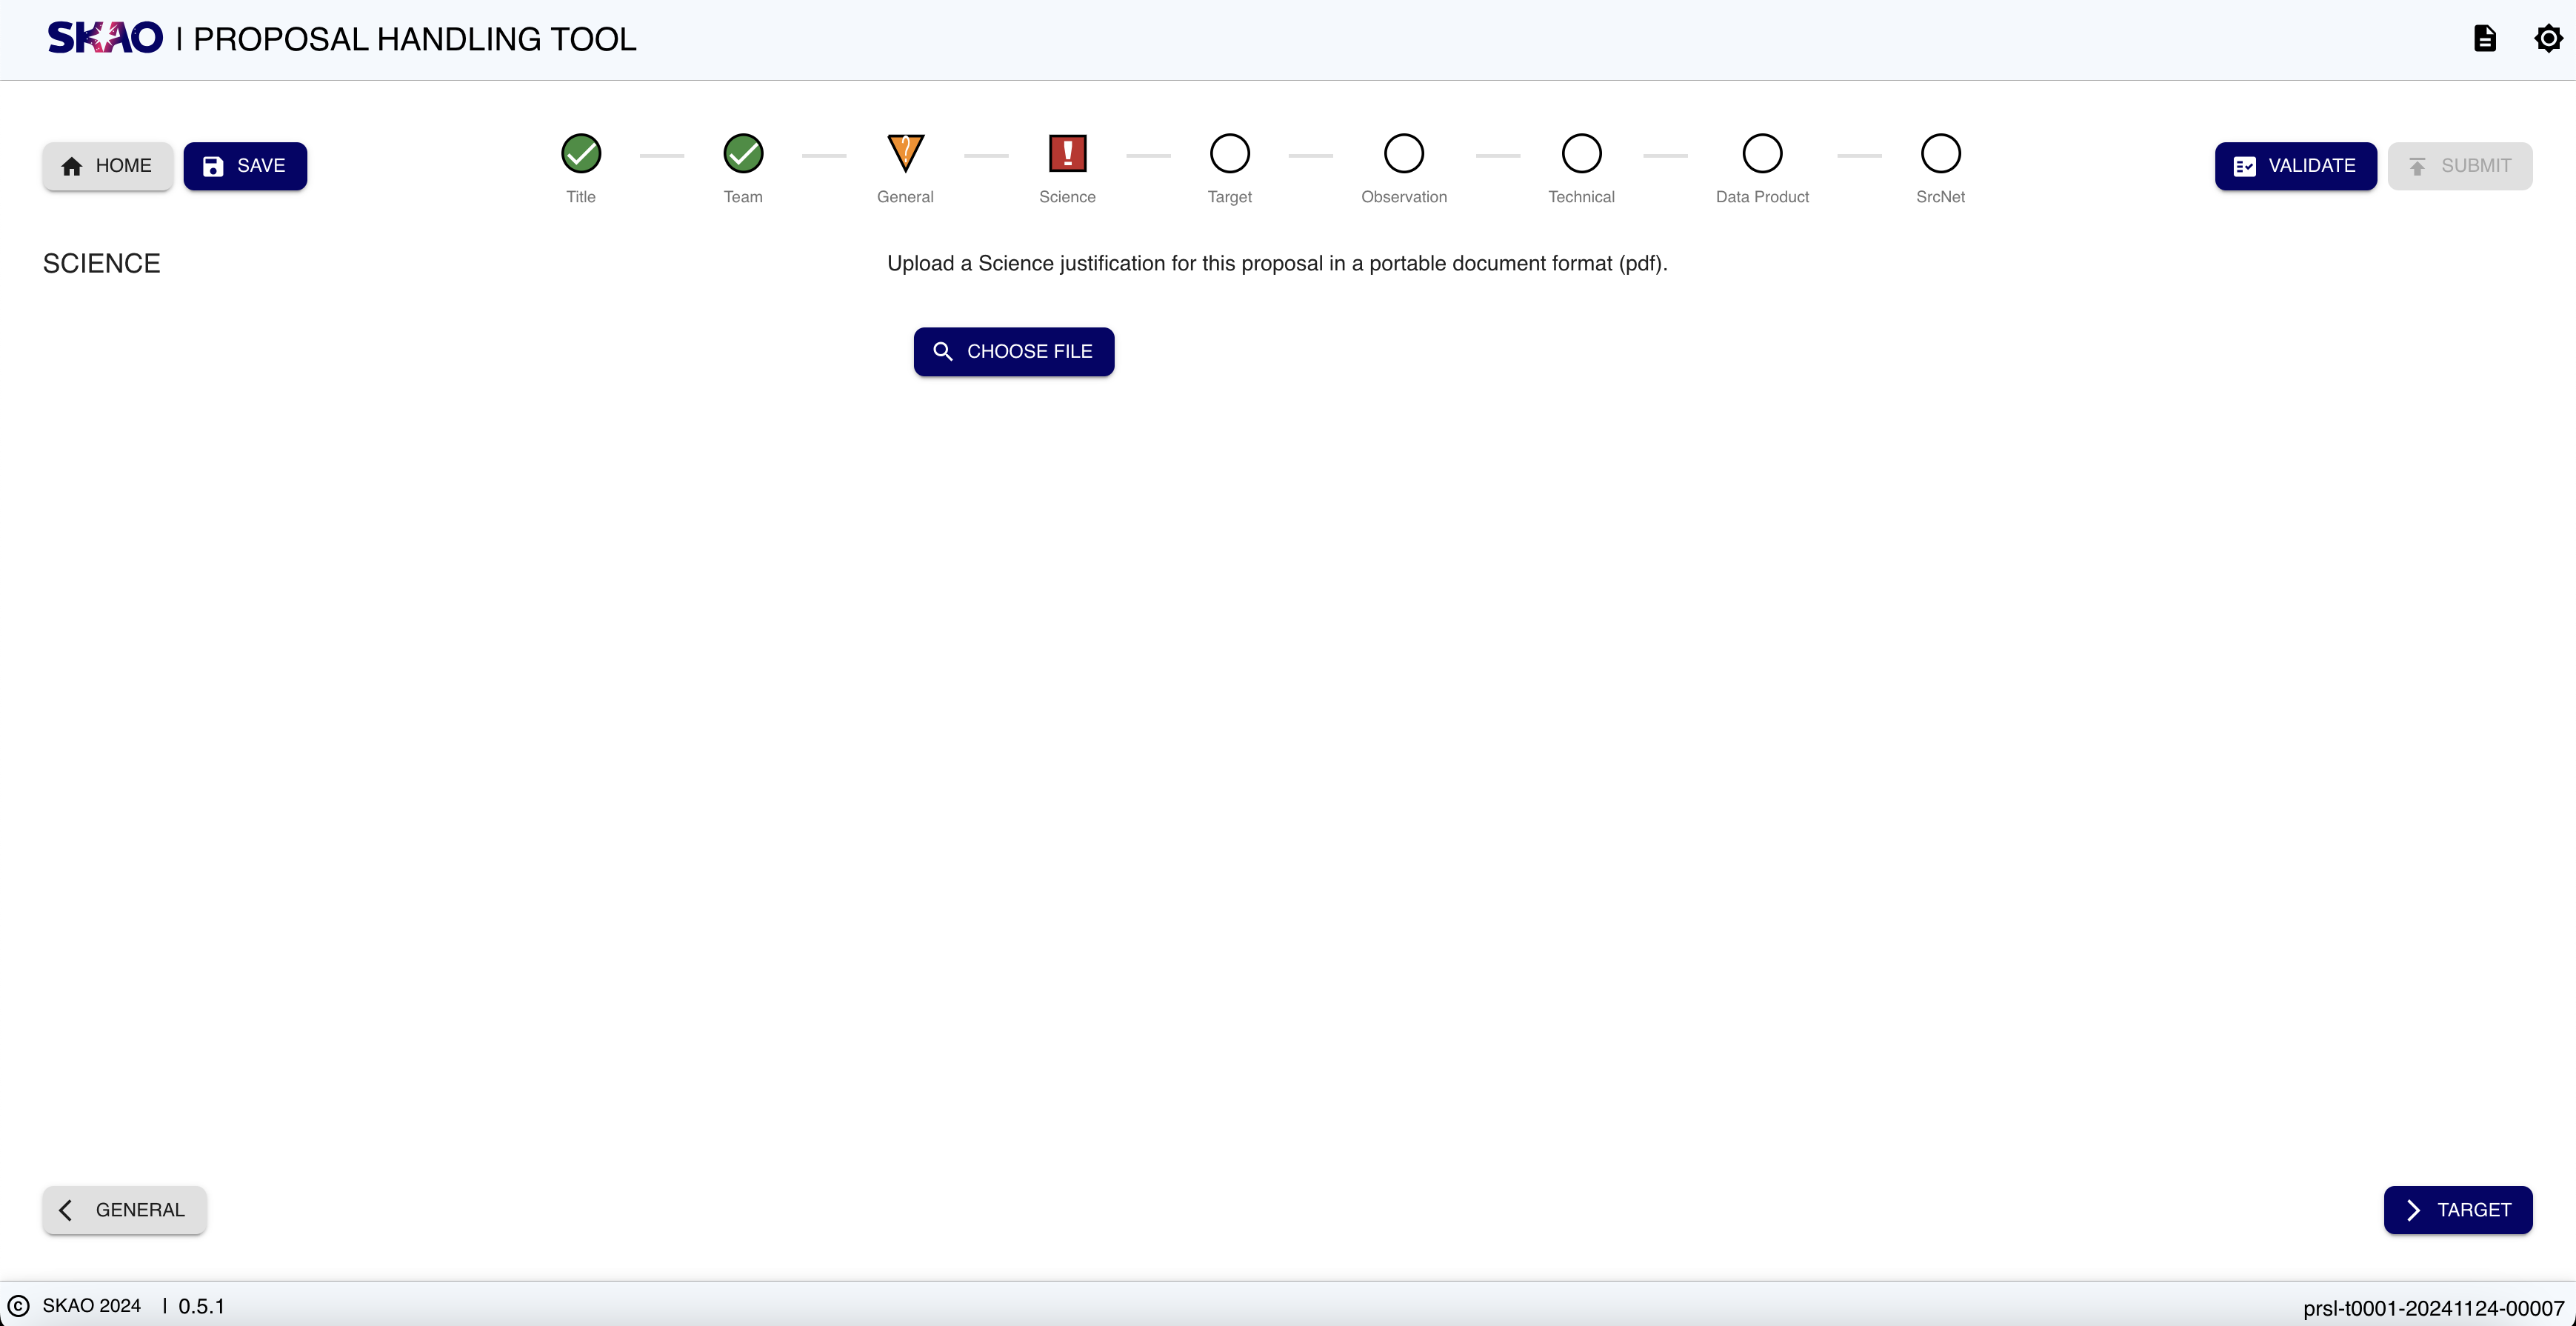 SKAO | PROPOSAL HANDLING TOOL
HOME
SAVE
Title
Team
General
Science
Target
Observation
Technical
Data Product
SrcNet
VALIDATE
SUBMIT
SCIENCE
Upload a Science justification for this proposal in a portable document format (pdf).
CHOOSE FILE
GENERAL
TARGET
© SKAO 2024 | 0.5.1
prsl-t0001-20241124-00007